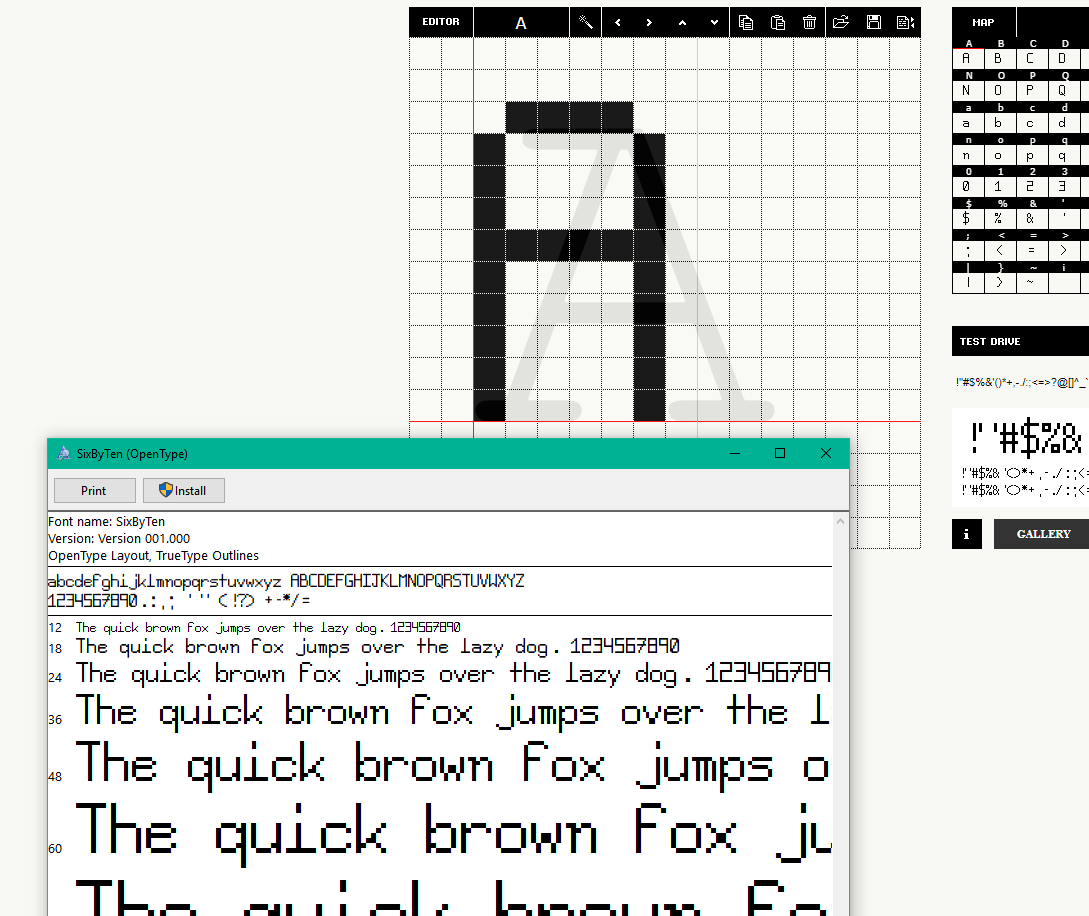 EDITOR A
MAP
A B C D
A B C D
N O P Q
N O P Q
a b c d
a b c d
n o p q
n o p q
0 1 2 3
0 1 2 3
$ % & '
$ % & '
; < = >
; < = >
| } ~ i
| } ~
TEST DRIVE
!"#$%&'()*+,-./:;<=>?@[]^_`
!"#$%&
!"#$%&'()*+,-./:;<=
!"#$%&'()*+,-./:;<=
i GALLERY
SixByTen (OpenType)
Print Install
Font name: SixByTen
Version: Version 001.000
OpenType Layout, TrueType Outlines
abcdefghijklmnopqrstuvwxyz ABCDEFGHIJKLMNOPQRSTUVWXYZ
1234567890.:,; ' " (!?) +-*/=
12 The quick brown fox jumps over the lazy dog. 1234567890
18 The quick brown fox jumps over the lazy dog. 1234567890
24 The quick brown fox jumps over the lazy dog. 123456789
36 The quick brown fox jumps over the l
48 The quick brown fox jumps o
60 The quick brown fox ju
The quick brown fo